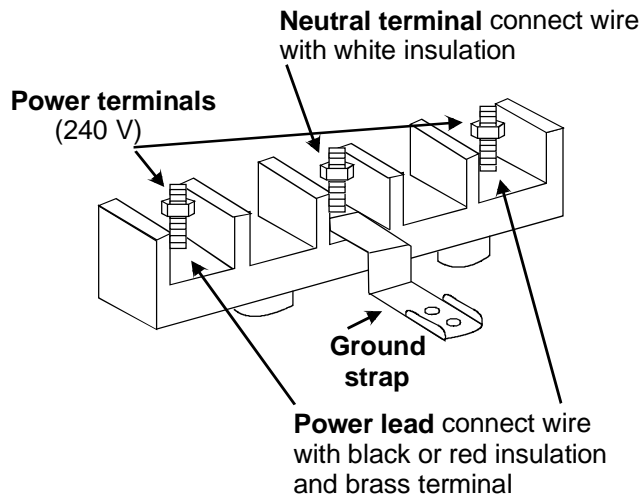 Neutral terminal connect wire
with white insulation
Power terminals
(240 V)
Ground
strap
Power lead connect wire
with black or red insulation
and brass terminal